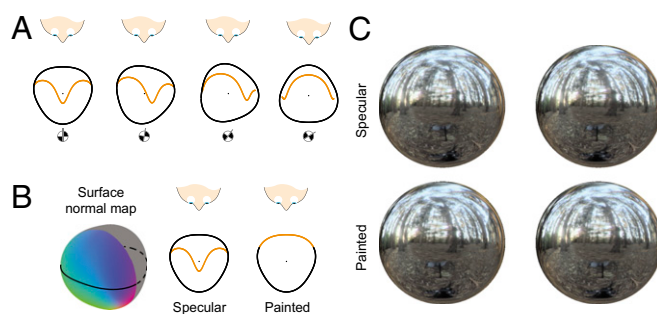 A
C
Specular
Painted
B
Surface
normal map
Specular
Painted